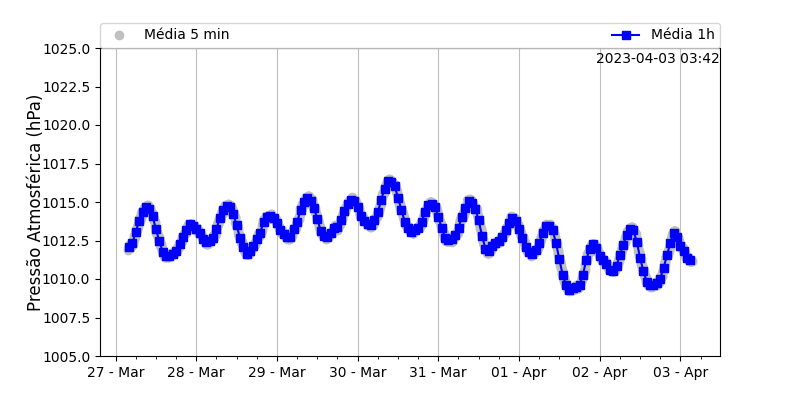 Média 5 min
Média 1h
2023-04-03 03:42
Pressão Atmosférica (hPa)
1025.0
1022.5
1020.0
1017.5
1015.0
1012.5
1010.0
1007.5
1005.0
27 - Mar
28 - Mar
29 - Mar
30 - Mar
31 - Mar
01 - Apr
02 - Apr
03 - Apr